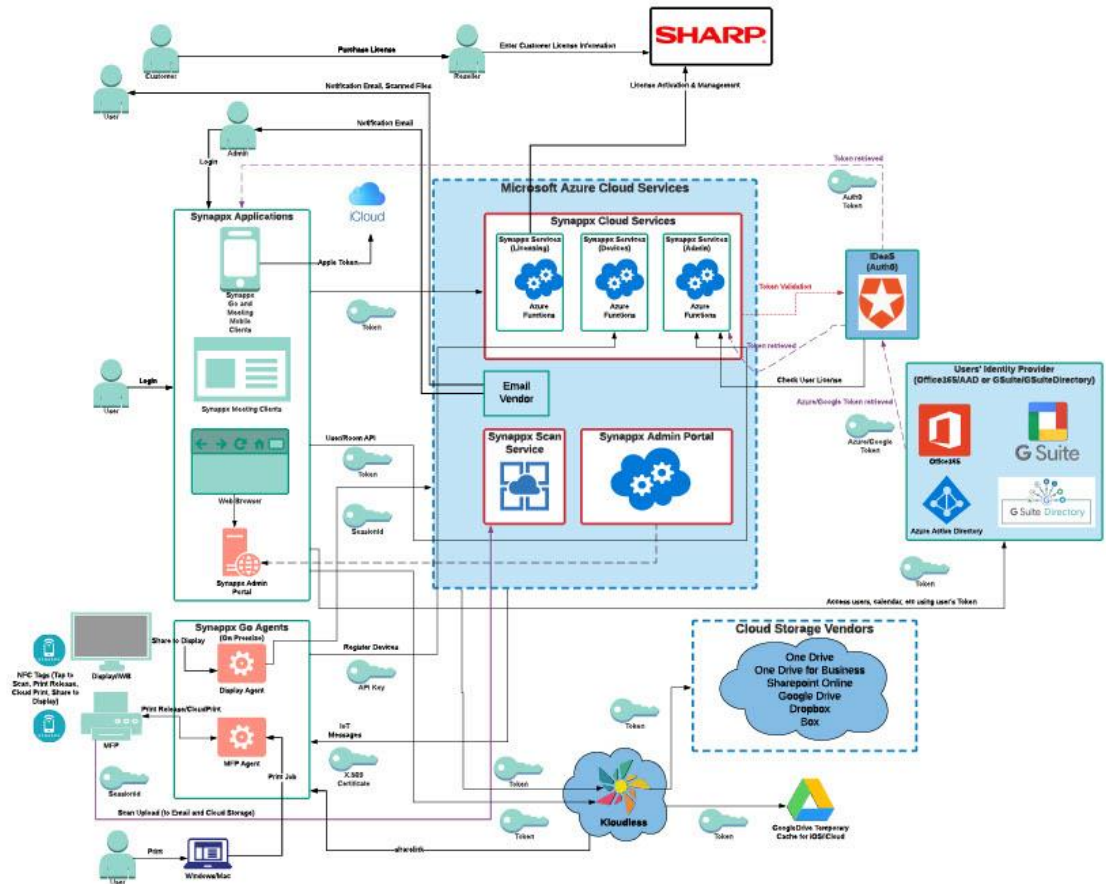 SHARP
Purchase License
Enter Customer License Information
Customer
Reseller
License Activation & Management
Notification Email, Scanned Files
User
Notification Email
Admin
Login
Token retrieved
Auth0
Token
Microsoft Azure Cloud Services
Synappx Applications
iCloud
Synappx Cloud Services
Synappx Services
(Licensing)
Synappx Services
(Devices)
Synappx Services
(Admin)
IDaaS
(Auth0)
Apple Token
Synappx
Go and
Meeting
Mobile
Clients
Azure
Functions
Azure
Functions
Azure
Functions
Token Validation
Token
Token retrieved
Check User License
Users' Identity Provider
(Office365/AAD or GSuite/GSuiteDirectory)
Login
User
Synappx Meeting Clients
Email
Vendor
Azure/Google Token retrieved
Azure/Google
Token
Office365
G Suite
User/Room API
Token
Synappx Scan
Service
Synappx Admin Portal
Web Browser
SessionId
Azure Active Directory
G Suite Directory
Synappx Admin
Portal
Token
Access users, calendar, etc using user's Token
Synappx Go Agents
(On Premise)
Share to Display
Register Devices
Cloud Storage Vendors
One Drive
One Drive for Business
Sharepoint Online
Google Drive
Dropbox
Box
NFC Tags (Tap to
Scan, Print Release,
Cloud Print, Share to
Display)
Display/IWB
Display Agent
API Key
Print Release/CloudPrint
MFP
MFP Agent
IoT
Messages
Token
X.509
Certificate
Print Job
SessionId
Token
Scan Upload (to Email and Cloud Storage)
Token
Kloudless
Token
GoogleDrive Temporary
Cache for iOS/iCloud
sharelink
Print
User
Windows/Mac